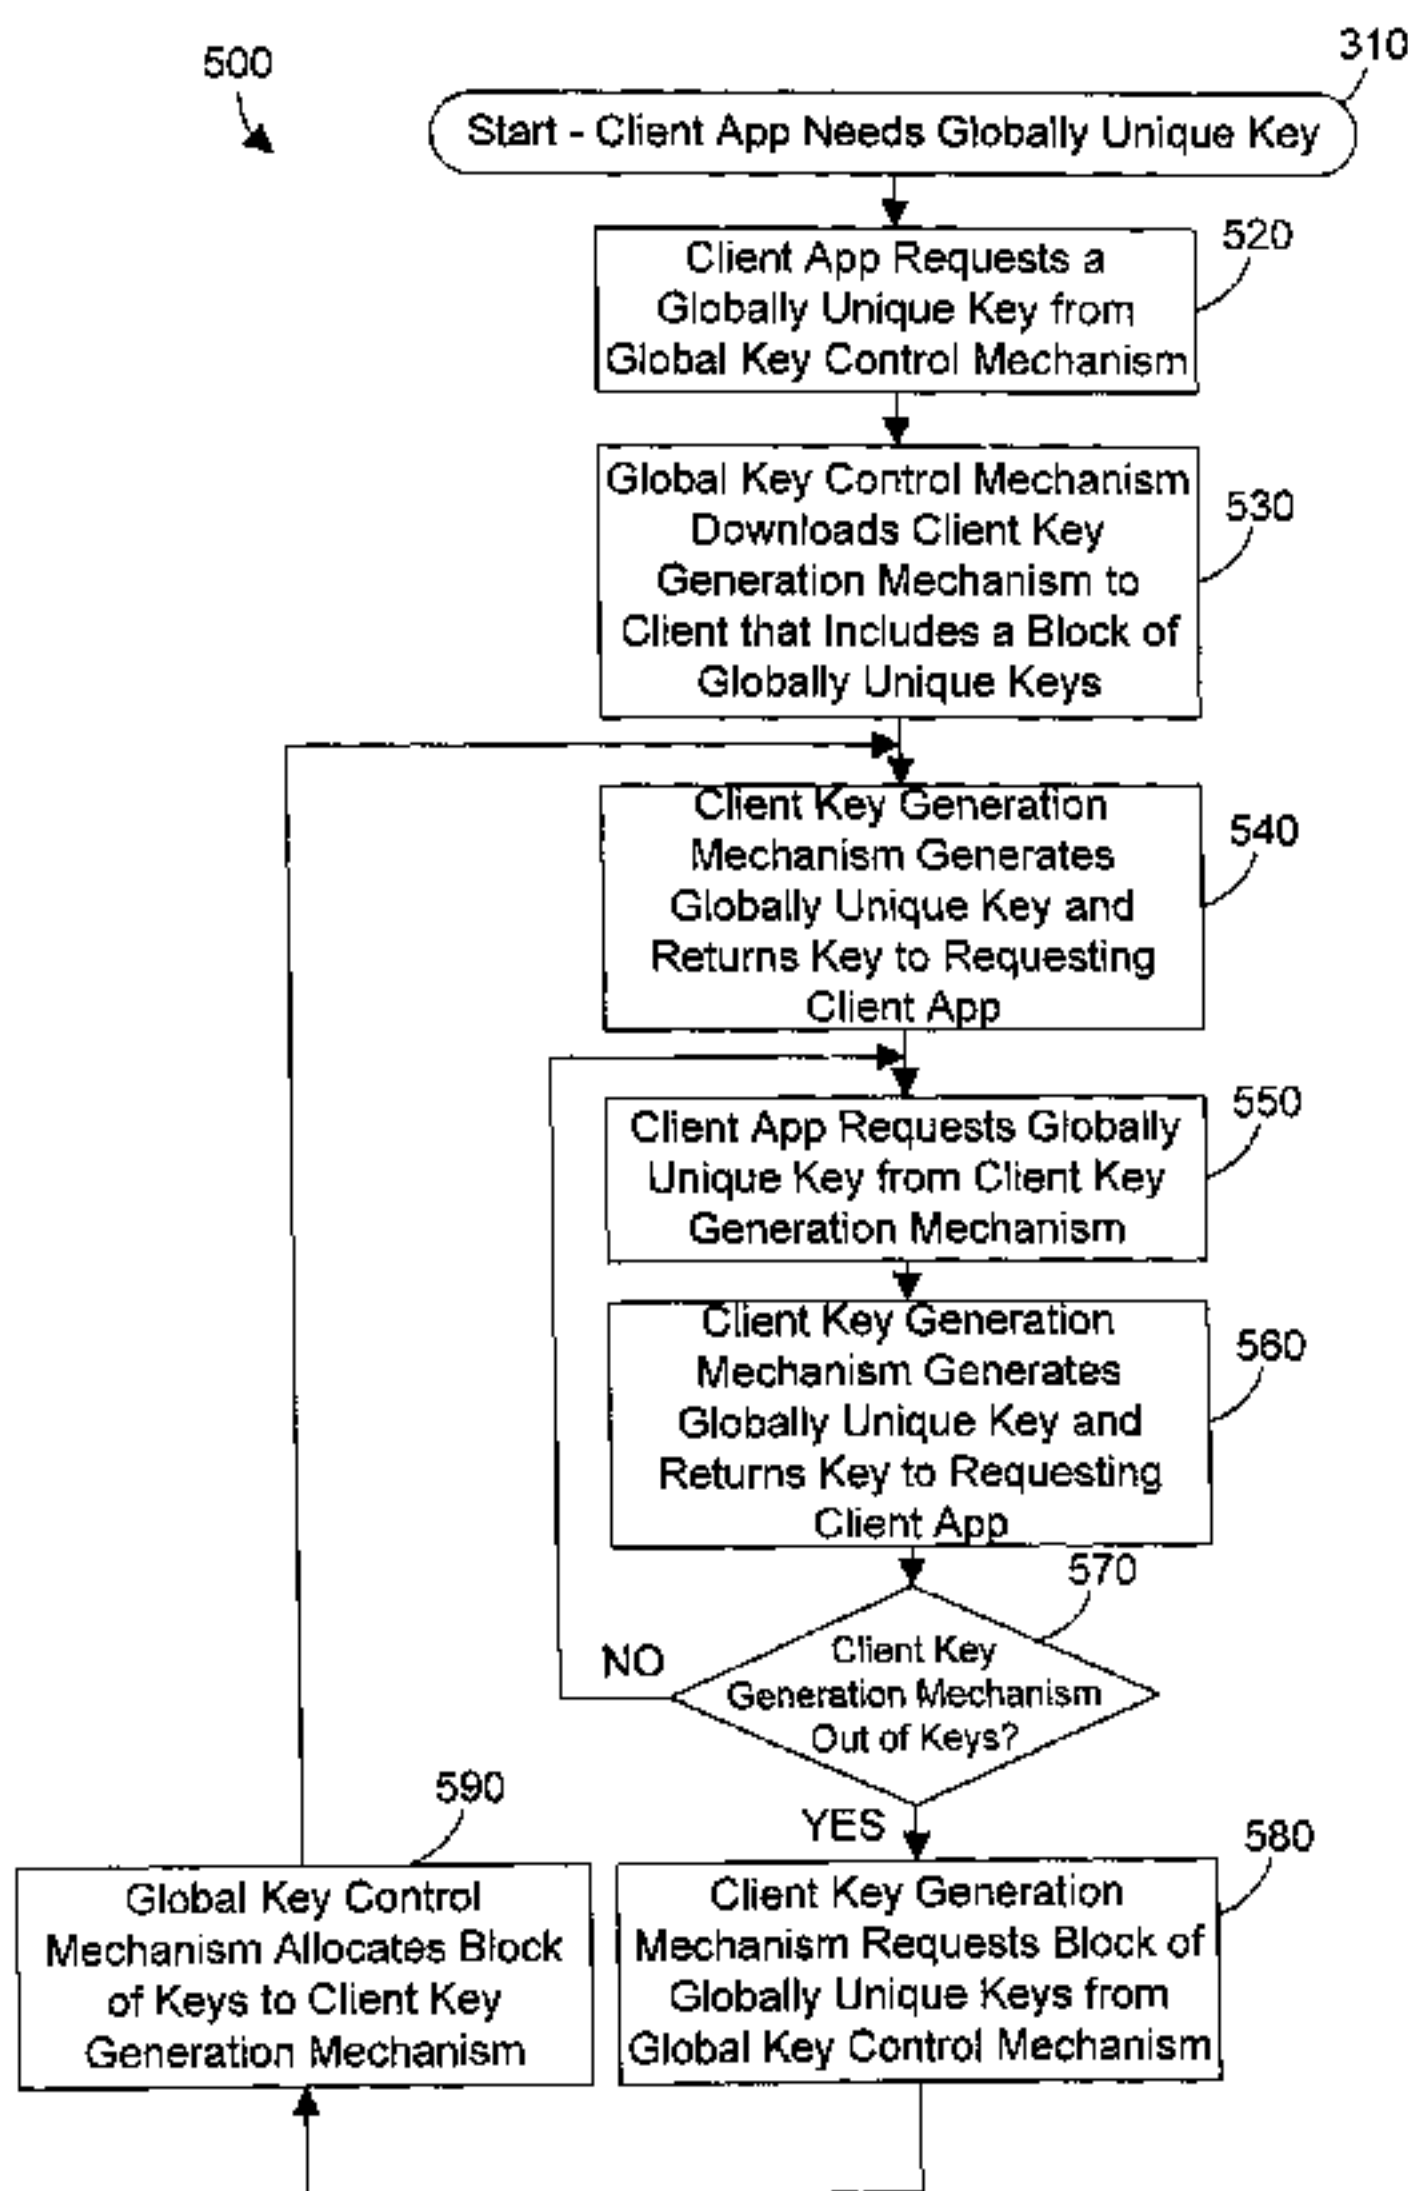 500
310
Start - Client App Needs Globally Unique Key
520
Client App Requests a
Globally Unique Key from
Global Key Control Mechanism
530
Global Key Control Mechanism
Downloads Client Key
Generation Mechanism to
Client that Includes a Block of
Globally Unique Keys
540
Client Key Generation
Mechanism Generates
Globally Unique Key and
Returns Key to Requesting
Client App
550
Client App Requests Globally
Unique Key from Client Key
Generation Mechanism
560
Client Key Generation
Mechanism Generates
Globally Unique Key and
Returns Key to Requesting
Client App
570
Client Key
Generation Mechanism
Out of Keys?
NO
YES
580
Client Key Generation
Mechanism Requests Block of
Globally Unique Keys from
Global Key Control Mechanism
590
Global Key Control
Mechanism Allocates Block
of Keys to Client Key
Generation Mechanism